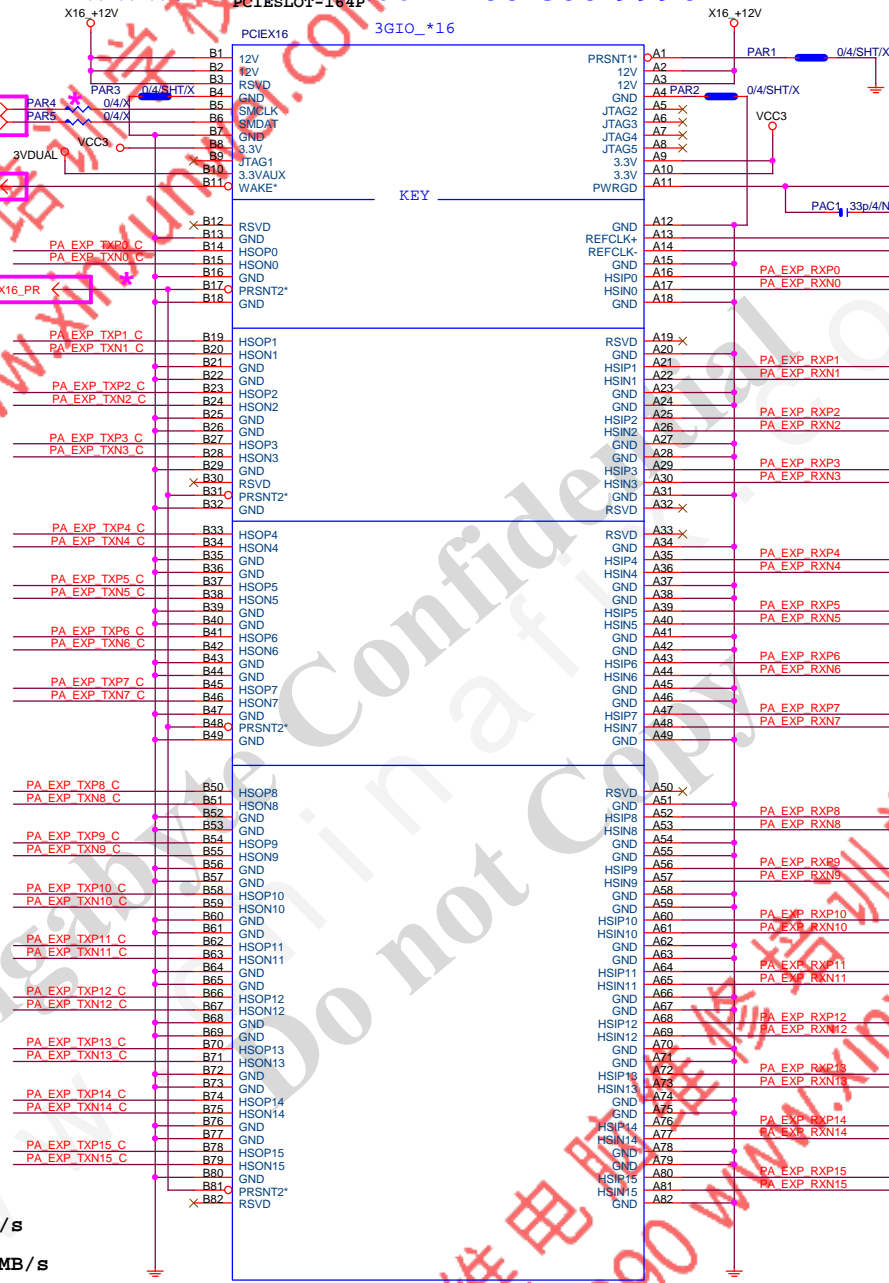 PCIESLOT-164P
X16_+12V
3GIO_*16
X16_+12V
PCIEX16
B1 12V PRSNT1* A1 PAR1 0/4/SHT/X
B2 12V 12V A2
B3 RSVD 12V A3
PAR3 0/4/SHT/X B4 GND GND A4 PAR2 0/4/SHT/X
PAR4 * 0/4/X B5 SMCLK JTAG2 A5
PAR5 0/4/X B6 SMDAT JTAG3 A6
B7 GND JTAG4 A7 VCC3
VCC3 B8 3.3V JTAG5 A8
3VDUAL B9 JTAG1 3.3V A9
B10 3.3VAUX 3.3V A10
B11 WAKE* PWRGD A11
KEY
PAC1 33p/4/N
B12 RSVD GND A12
B13 GND REFCLK+ A13
PA_EXP_TXP0_C B14 HSOP0 REFCLK- A14
PA_EXP_TXN0_C B15 HSON0 GND A15
B16 GND HSIP0 A16 PA_EXP_RXP0
X16_PR * B17 PRSNT2* HSIN0 A17 PA_EXP_RXN0
B18 GND GND A18
PA_EXP_TXP1_C B19 HSOP1 RSVD A19
PA_EXP_TXN1_C B20 HSON1 GND A20
B21 GND HSIP1 A21 PA_EXP_RXP1
B22 GND HSIN1 A22 PA_EXP_RXN1
PA_EXP_TXP2_C B23 HSOP2 GND A23
PA_EXP_TXN2_C B24 HSON2 GND A24
B25 GND HSIP2 A25 PA_EXP_RXP2
B26 GND HSIN2 A26 PA_EXP_RXN2
PA_EXP_TXP3_C B27 HSOP3 GND A27
PA_EXP_TXN3_C B28 HSON3 GND A28
B29 GND HSIP3 A29 PA_EXP_RXP3
B30 RSVD HSIN3 A30 PA_EXP_RXN3
B31 PRSNT2* GND A31
B32 GND RSVD A32
PA_EXP_TXP4_C B33 HSOP4 RSVD A33
PA_EXP_TXN4_C B34 HSON4 GND A34
B35 GND HSIP4 A35 PA_EXP_RXP4
B36 GND HSIN4 A36 PA_EXP_RXN4
PA_EXP_TXP5_C B37 HSOP5 GND A37
PA_EXP_TXN5_C B38 HSON5 GND A38
B39 GND HSIP5 A39 PA_EXP_RXP5
B40 GND HSIN5 A40 PA_EXP_RXN5
PA_EXP_TXP6_C B41 HSOP6 GND A41
PA_EXP_TXN6_C B42 HSON6 GND A42
B43 GND HSIP6 A43 PA_EXP_RXP6
B44 GND HSIN6 A44 PA_EXP_RXN6
PA_EXP_TXP7_C B45 HSOP7 GND A45
PA_EXP_TXN7_C B46 HSON7 GND A46
B47 GND HSIP7 A47 PA_EXP_RXP7
B48 PRSNT2* HSIN7 A48 PA_EXP_RXN7
B49 GND GND A49
PA_EXP_TXP8_C B50 HSOP8 RSVD A50
PA_EXP_TXN8_C B51 HSON8 GND A51
B52 GND HSIP8 A52 PA_EXP_RXP8
B53 GND HSIN8 A53 PA_EXP_RXN8
PA_EXP_TXP9_C B54 HSOP9 GND A54
PA_EXP_TXN9_C B55 HSON9 GND A55
B56 GND HSIP9 A56 PA_EXP_RXP9
B57 GND HSIN9 A57 PA_EXP_RXN9
PA_EXP_TXP10_C B58 HSOP10 GND A58
PA_EXP_TXN10_C B59 HSON10 GND A59
B60 GND HSIP10 A60 PA_EXP_RXP10
B61 GND HSIN10 A61 PA_EXP_RXN10
PA_EXP_TXP11_C B62 HSOP11 GND A62
PA_EXP_TXN11_C B63 HSON11 GND A63
B64 GND HSIP11 A64 PA_EXP_RXP11
B65 GND HSIN11 A65 PA_EXP_RXN11
PA_EXP_TXP12_C B66 HSOP12 GND A66
PA_EXP_TXN12_C B67 HSON12 GND A67
B68 GND HSIP12 A68 PA_EXP_RXP12
B69 GND HSIN12 A69 PA_EXP_RXN12
PA_EXP_TXP13_C B70 HSOP13 GND A70
PA_EXP_TXN13_C B71 HSON13 GND A71
B72 GND HSIP13 A72 PA_EXP_RXP13
B73 GND HSIN13 A73 PA_EXP_RXN13
PA_EXP_TXP14_C B74 HSOP14 GND A74
PA_EXP_TXN14_C B75 HSON14 GND A75
B76 GND HSIP14 A76 PA_EXP_RXP14
B77 GND HSIN14 A77 PA_EXP_RXN14
PA_EXP_TXP15_C B78 HSOP15 GND A78
PA_EXP_TXN15_C B79 HSON15 GND A79
B80 GND HSIP15 A80 PA_EXP_RXP15
B81 PRSNT2* HSIN15 A81 PA_EXP_RXN15
B82 RSVD GND A82
/s
MB/s
Gigabyte Confidential
Do not Copy
培训学校
www.xinxunwei.com
维修培训
维电脑
www.xin